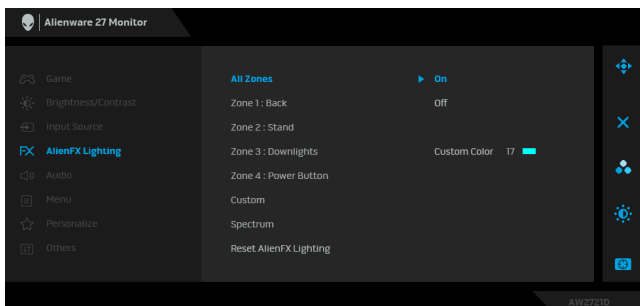 Alienware 27 Monitor
Game
Brightness/Contrast
Input Source
FX AlienFX Lighting
Audio
Menu
Personalize
Others
All Zones On
Zone 1 : Back Off
Zone 2 : Stand
Zone 3 : Downlights Custom Color 17
Zone 4 : Power Button
Custom
Spectrum
Reset AlienFX Lighting
AW2721D